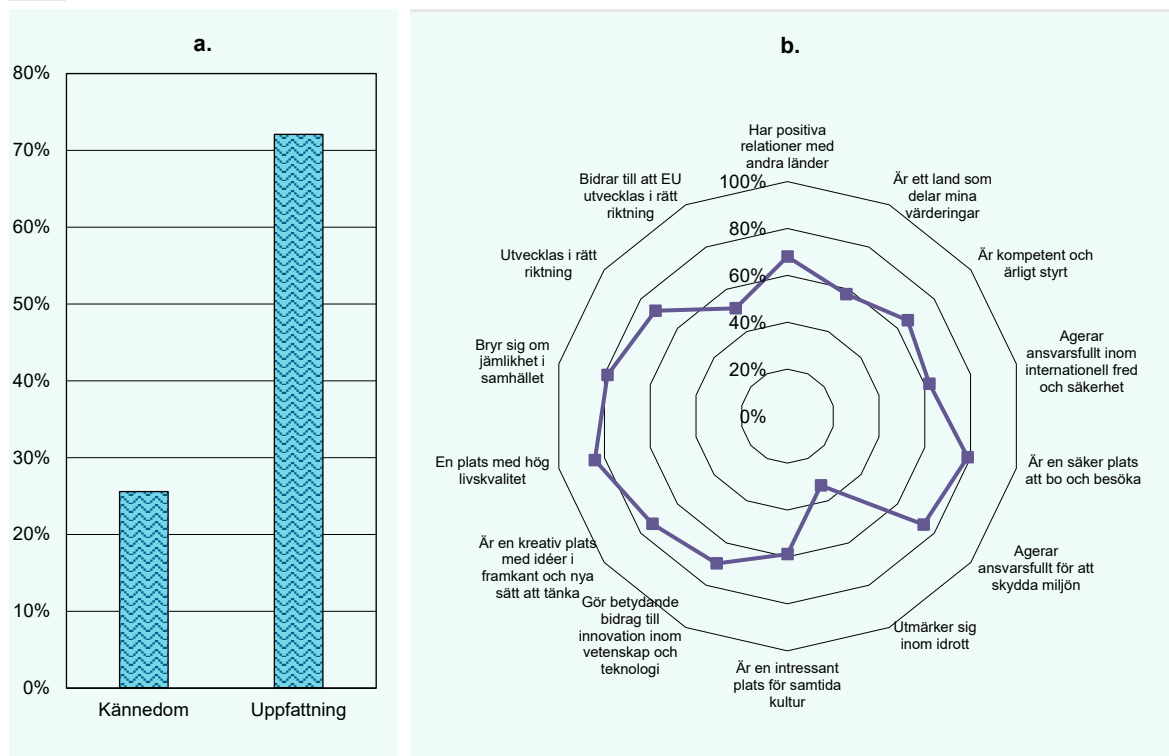 a.
80%
70%
60%
50%
40%
30%
20%
10%
0%
Kännedom
Uppfattning
b.
Har positiva
relationer med
andra länder
Är ett land som
delar mina
värderingar
Är kompetent och
ärligt styrt
Agerar
ansvarsfullt inom
internationell fred
och säkerhet
Är en säker plats
att bo och besöka
Agerar
ansvarsfullt för att
skydda miljön
Utmärker sig
inom idrott
Är en intressant
plats för samtida
kultur
Gör betydande
bidrag till
innovation inom
vetenskap och
teknologi
Är en kreativ plats
med idéer i
framkant och nya
sätt att tänka
En plats med hög
livskvalitet
Bryr sig om
jämlikhet i
samhället
Utvecklas i rätt
riktning
Bidrar till att EU
utvecklas i rätt
riktning
100%
80%
60%
40%
20%
0%